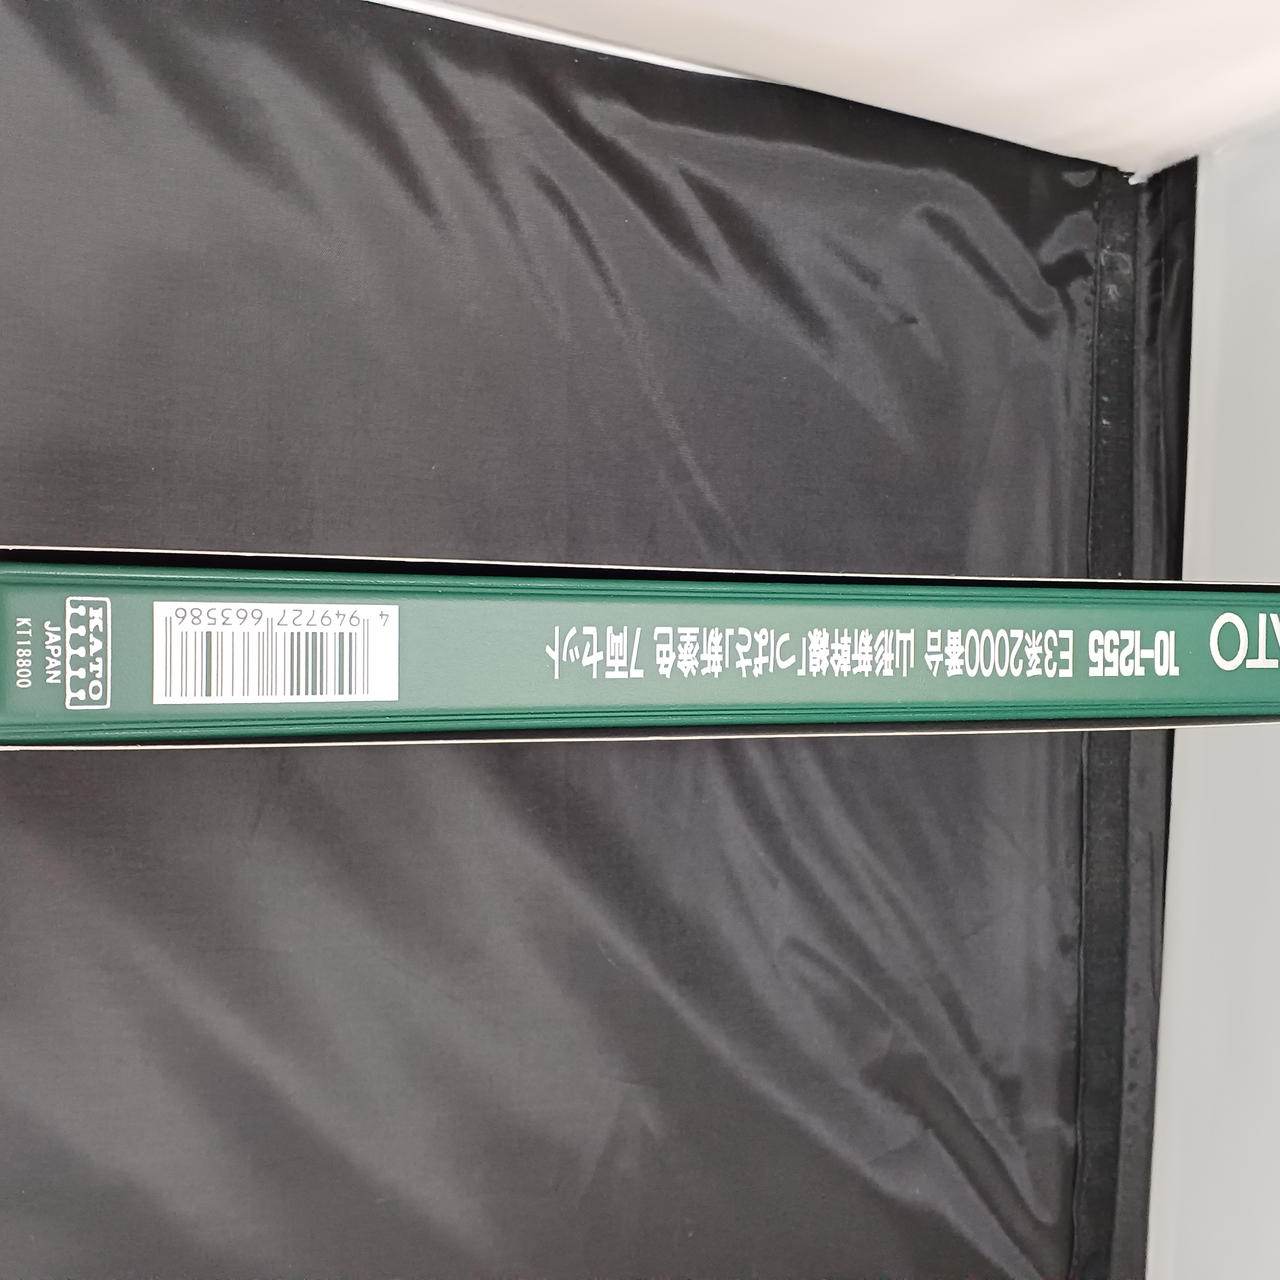 ATO
10-1255 E3系2000番台 山形新幹線「つばさ」新塗色 7両セット
4 949727 663586
KATO
JAPAN
KT18800